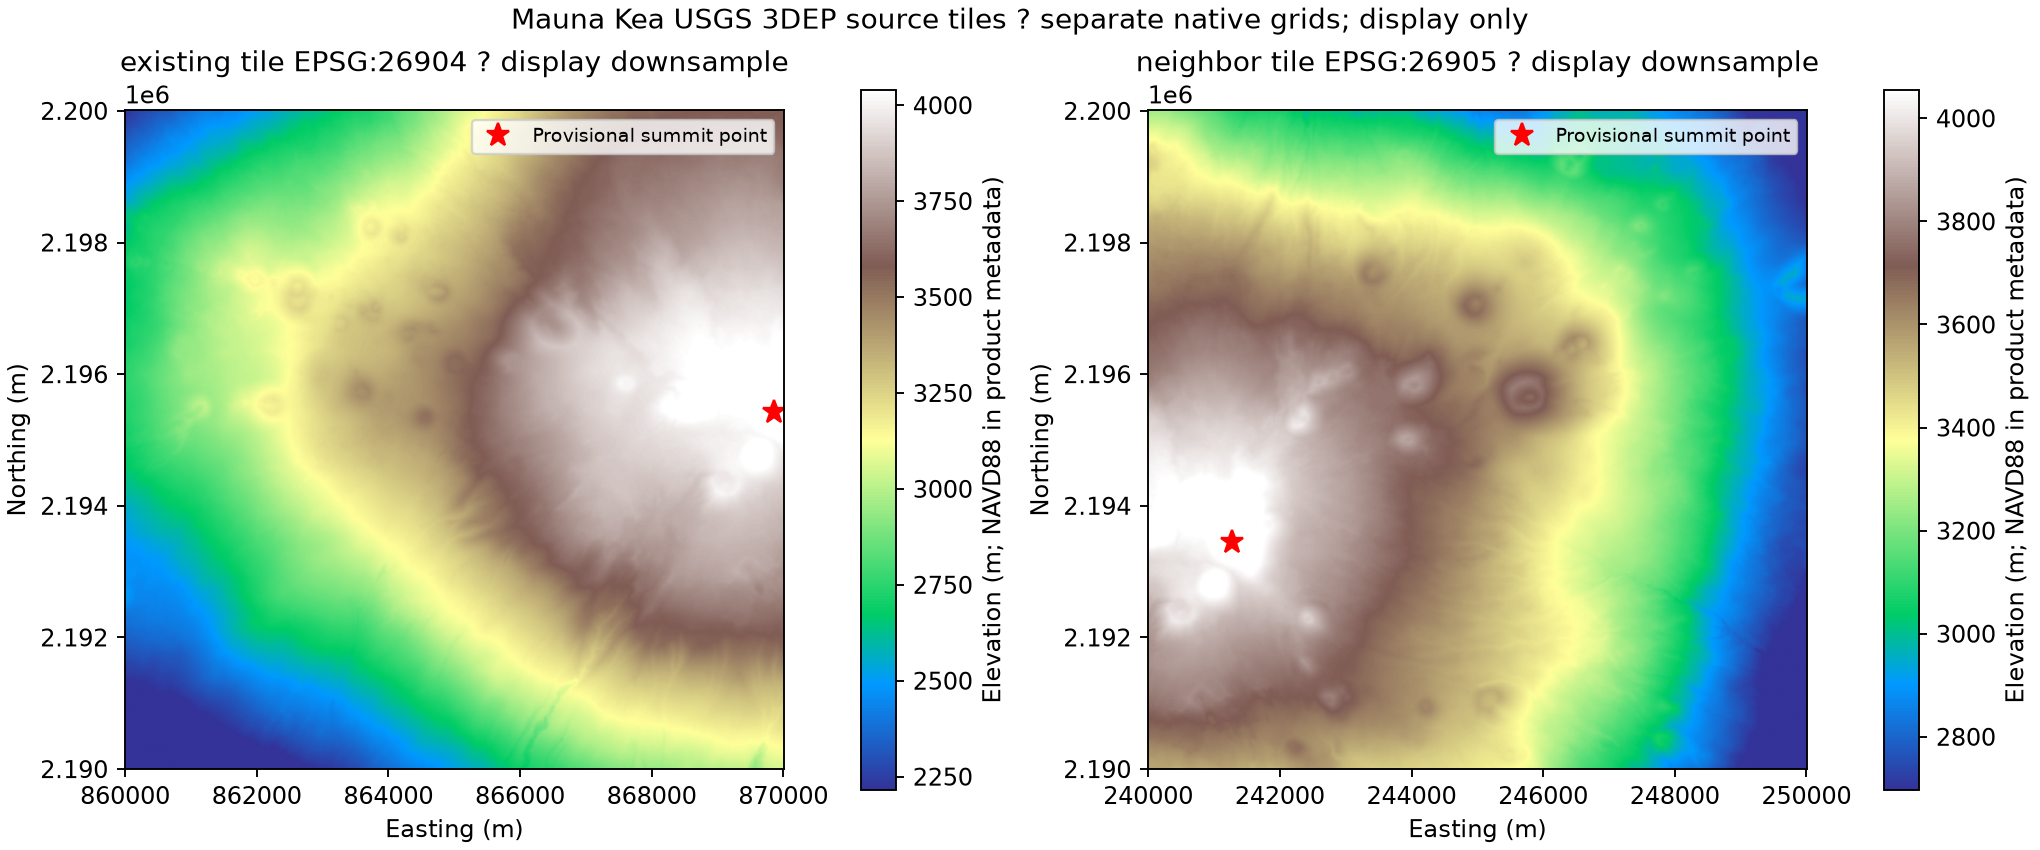 Mauna Kea USGS 3DEP source tiles ? separate native grids; display only
existing tile EPSG:26904 ? display downsample
1e6
Provisional summit point
2.200
2.198
2.196
2.194
2.192
2.190
Northing (m)
860000 862000 864000 866000 868000 870000
Easting (m)
4000
3750
3500
3250
3000
2750
2500
2250
Elevation (m; NAVD88 in product metadata)
neighbor tile EPSG:26905 ? display downsample
1e6
Provisional summit point
2.200
2.198
2.196
2.194
2.192
2.190
Northing (m)
240000 242000 244000 246000 248000 250000
Easting (m)
4000
3800
3600
3400
3200
3000
2800
Elevation (m; NAVD88 in product metadata)